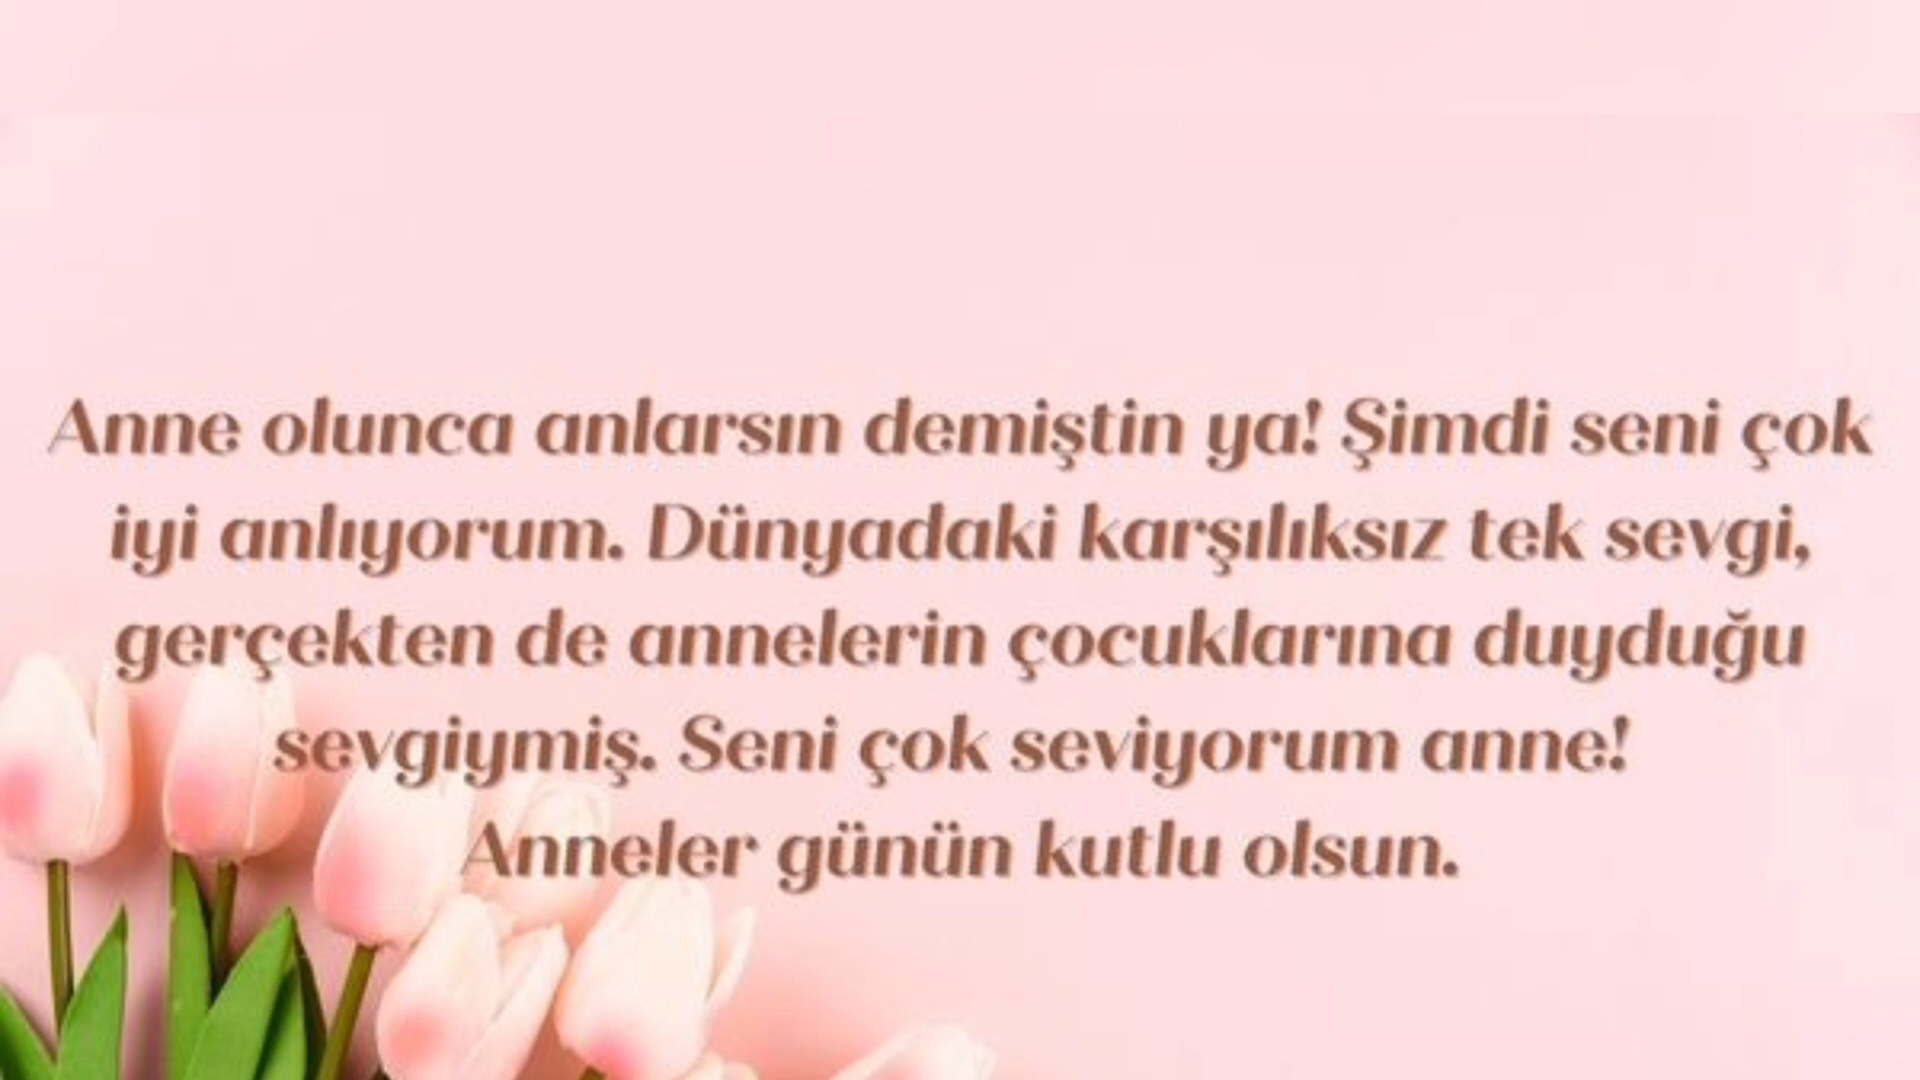 Anne olunca anlarsın demiştin ya! Şimdi seni çok
iyi anlıyorum. Dünyadaki karşılıksız tek sevgi,
gerçekten de annelerin çocuklarına duyduğu
sevgiymiş. Seni çok seviyorum anne!
Anneler günün kutlu olsun.